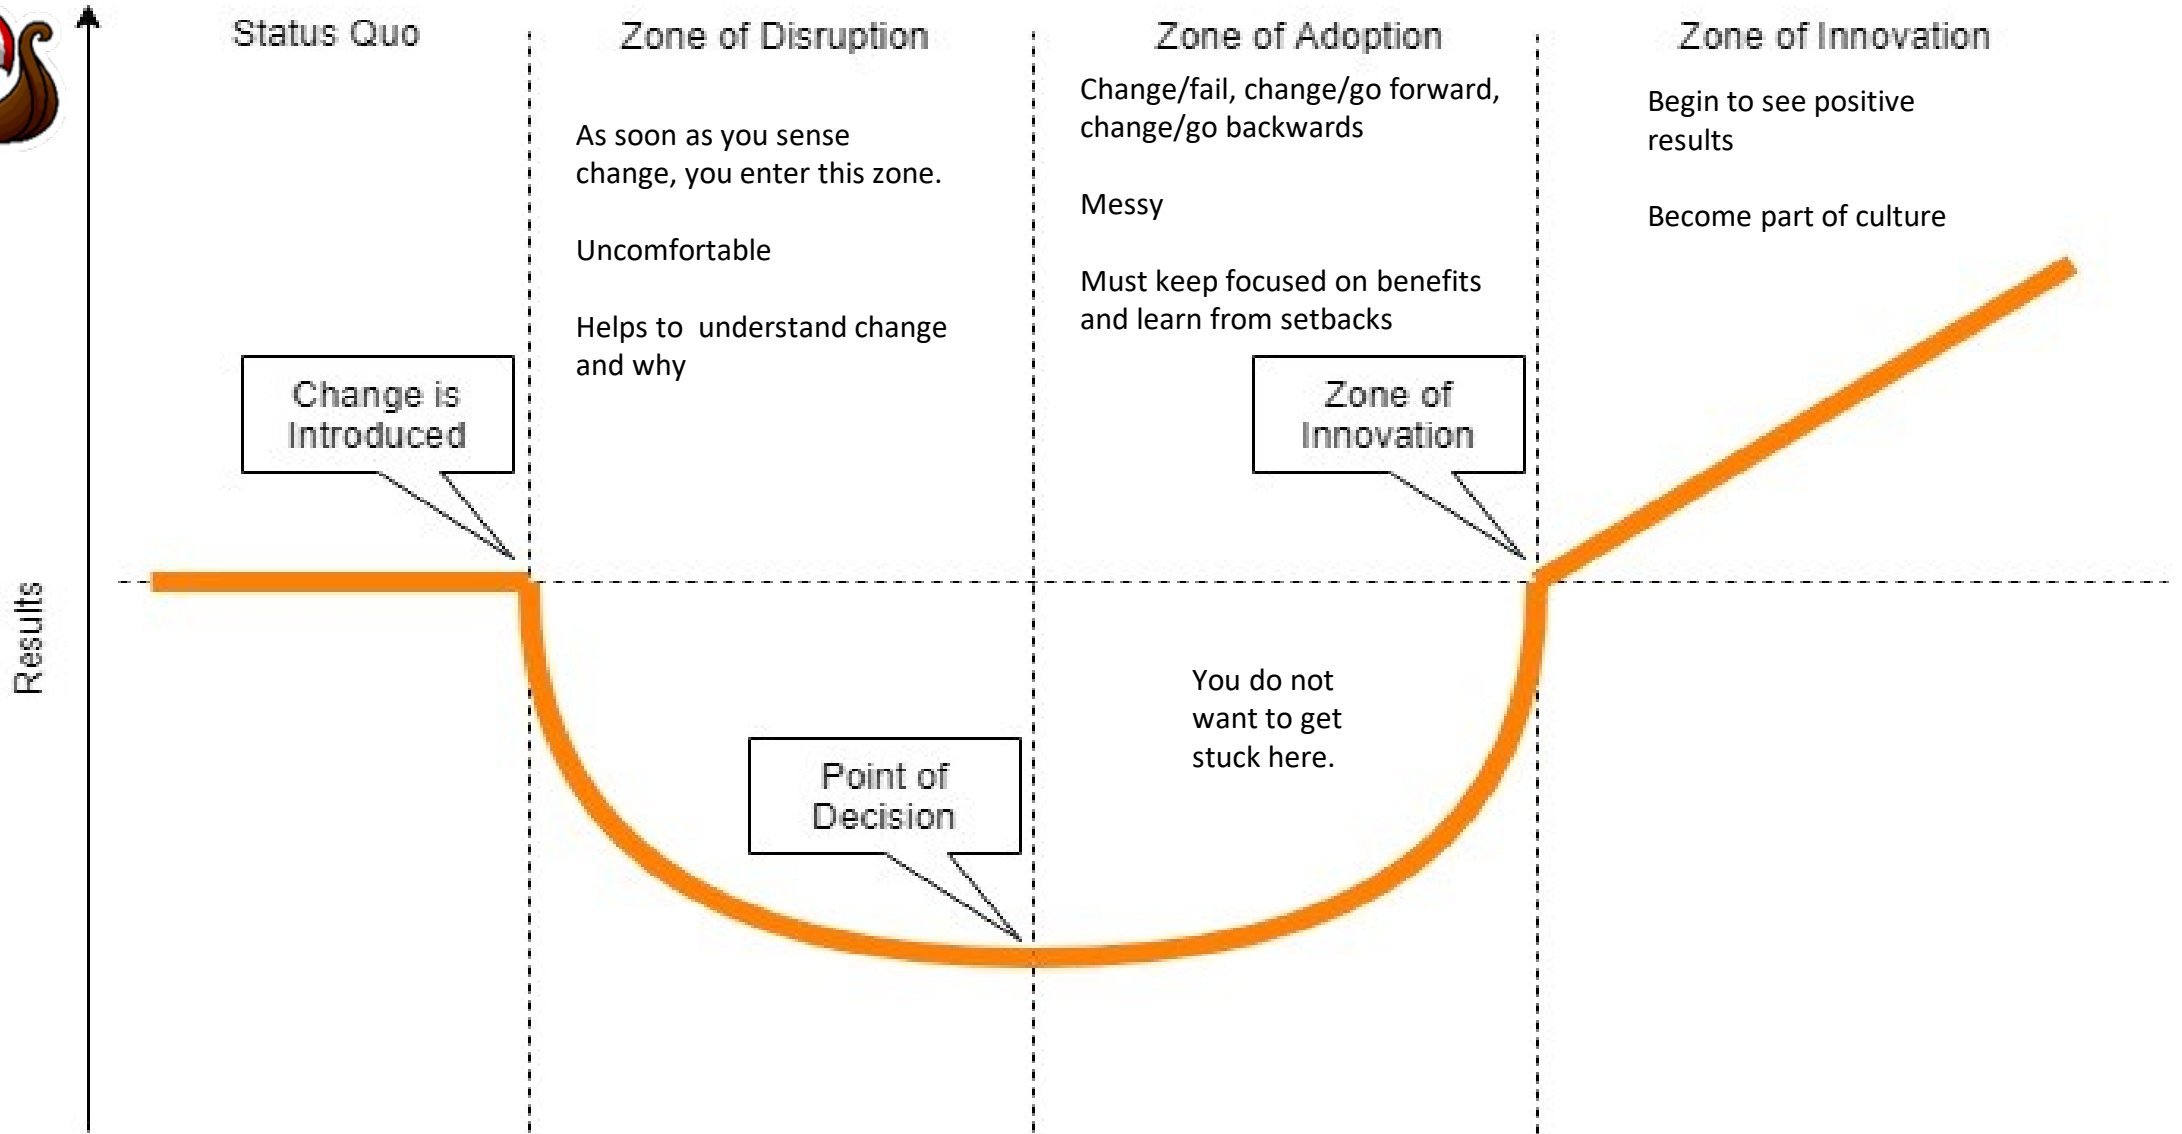 Status Quo
Zone of Disruption
Zone of Adoption
Zone of Innovation
As soon as you sense
change, you enter this zone.
Uncomfortable
Helps to  understand change
and why
Change/fail, change/go forward,
change/go backwards
Messy
Must keep focused on benefits
and learn from setbacks
Begin to see positive
results
Become part of culture
Change is
Introduced
Zone of
Innovation
Results
You do not
want to get
stuck here.
Point of
Decision